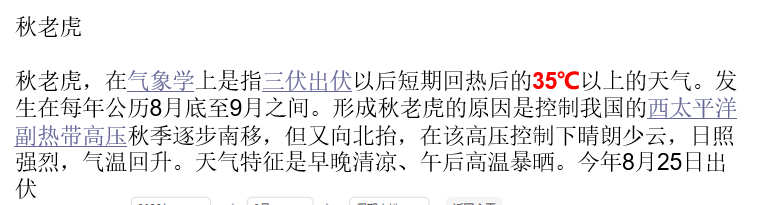 秋老虎
秋老虎，在气象学上是指三伏出伏以后短期回热后的35℃以上的天气。发
生在每年公历8月底至9月之间。形成秋老虎的原因是控制我国的西太平洋
副热带高压秋季逐步南移，但又向北抬，在该高压控制下晴朗少云，日照
强烈，气温回升。天气特征是早晚清凉、午后高温暴晒。今年8月25日出
伏